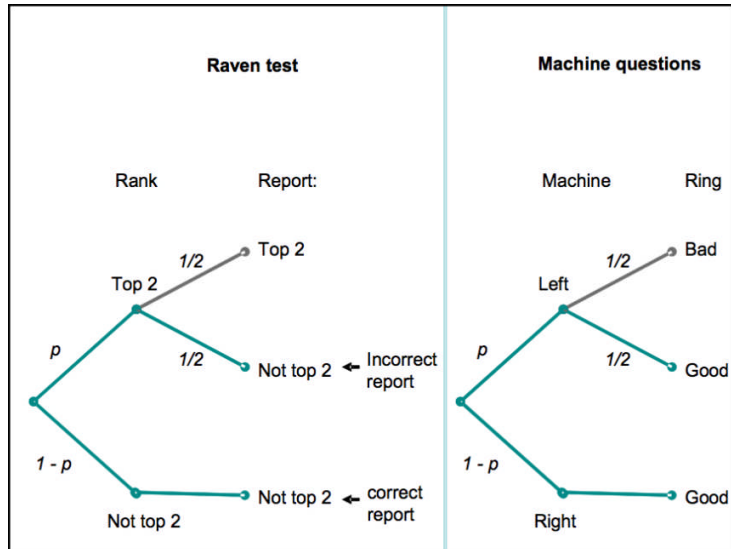 Raven test
Rank
Report:
1/2
Top 2
Top 2
p
1/2
Not top 2
Incorrect
report
1 - p
Not top 2
correct
report
Not top 2
Machine questions
Machine
Ring
1/2
Bad
Left
p
1/2
Good
1 - p
Good
Right